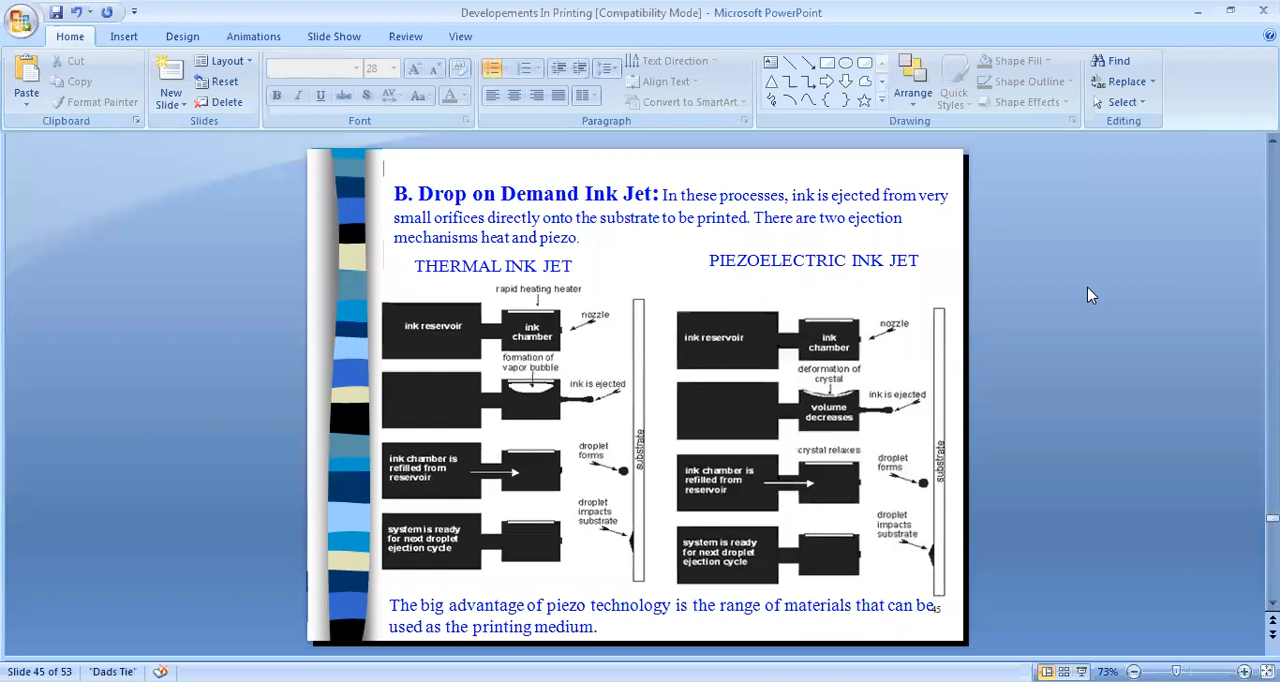 Developements In Printing [Compatibility Mode] - Microsoft PowerPoint
Home Insert Design Animations Slide Show Review View
Paste
Cut
Copy
Format Painter
Clipboard
New
Slide
Layout
Reset
Delete
Slides
28
B I U abc S AV Aa A
Font
Text Direction
Align Text
Convert to SmartArt
Paragraph
Arrange
Quick
Styles
Shape Fill
Shape Outline
Shape Effects
Drawing
Find
Replace
Select
Editing
B. Drop on Demand Ink Jet: In these processes, ink is ejected from very
small orifices directly onto the substrate to be printed. There are two ejection
mechanisms heat and piezo.
THERMAL INK JET
rapid heating heater
ink reservoir
ink
chamber
nozzle
formation of
vapor bubble
ink is ejected
ink chamber is
refilled from
reservoir
droplet
forms
substrate
system is ready
for next droplet
ejection cycle
droplet
impacts
substrate
PIEZOELECTRIC INK JET
ink reservoir
ink
chamber
nozzle
deformation of
crystal
volume
decreases
ink is ejected
crystal relaxes
ink chamber is
refilled from
reservoir
droplet
forms
substrate
system is ready
for next droplet
ejection cycle
droplet
impacts
substrate
The big advantage of piezo technology is the range of materials that can be
used as the printing medium.
45
Slide 45 of 53 "Dads Tie" 73%